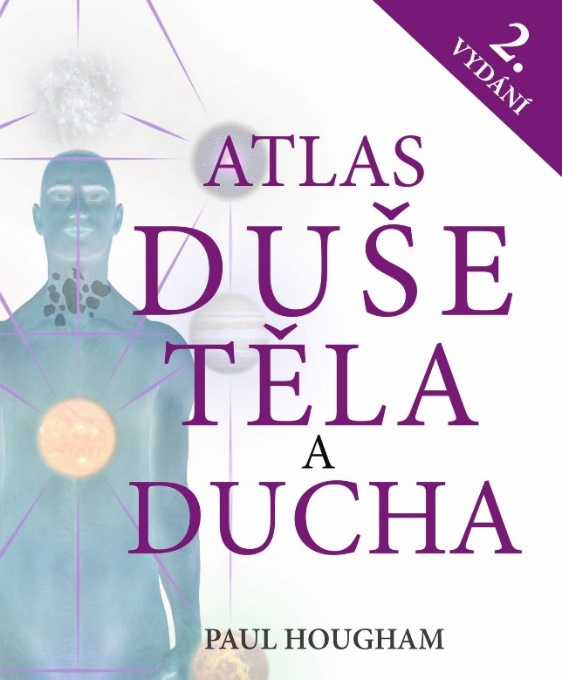 2.
VYDÁNÍ
ATLAS
DUŠE
TĚLA
A
DUCHA
PAUL HOUGHAM